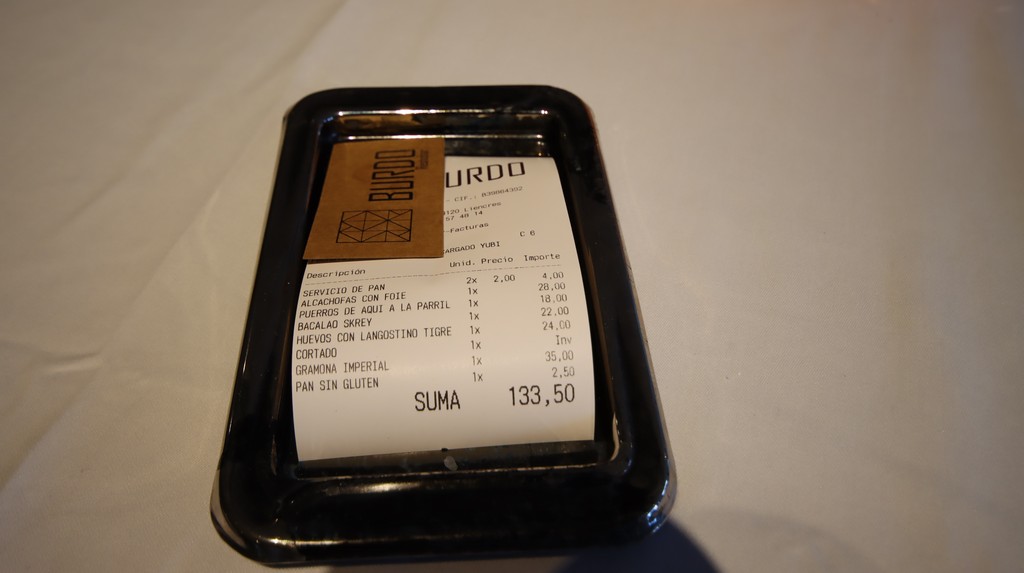 BURDO
URDO
- CIF.: B39884392
120 Liencres
57 40 14
-Facturas
C 6
ARGADO YUBI
Descripción Unid. Precio Importe
SERVICIO DE PAN 2x 2,00 4,00
ALCACHOFAS CON FOIE 1x 28,00
PUERROS DE AQUI A LA PARRIL 1x 18,00
BACALAO SKREY 1x 22,00
HUEVOS CON LANGOSTINO TIGRE 1x 24,00
CORTADO 1x Inv
GRAMONA IMPERIAL 1x 35,00
PAN SIN GLUTEN 1x 2,50
SUMA 133,50